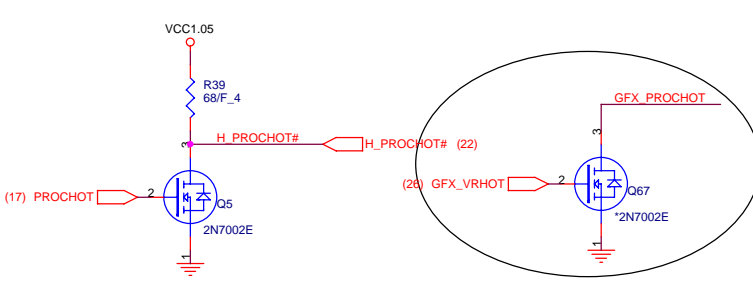 VCC1.05
R39
68/F_4
H_PROCHOT#
H_PROCHOT# (22)
3
(17) PROCHOT
2
Q5
2N7002E
1
GFX_PROCHOT
3
(26) GFX_VRHOT
2
Q67
*2N7002E
1